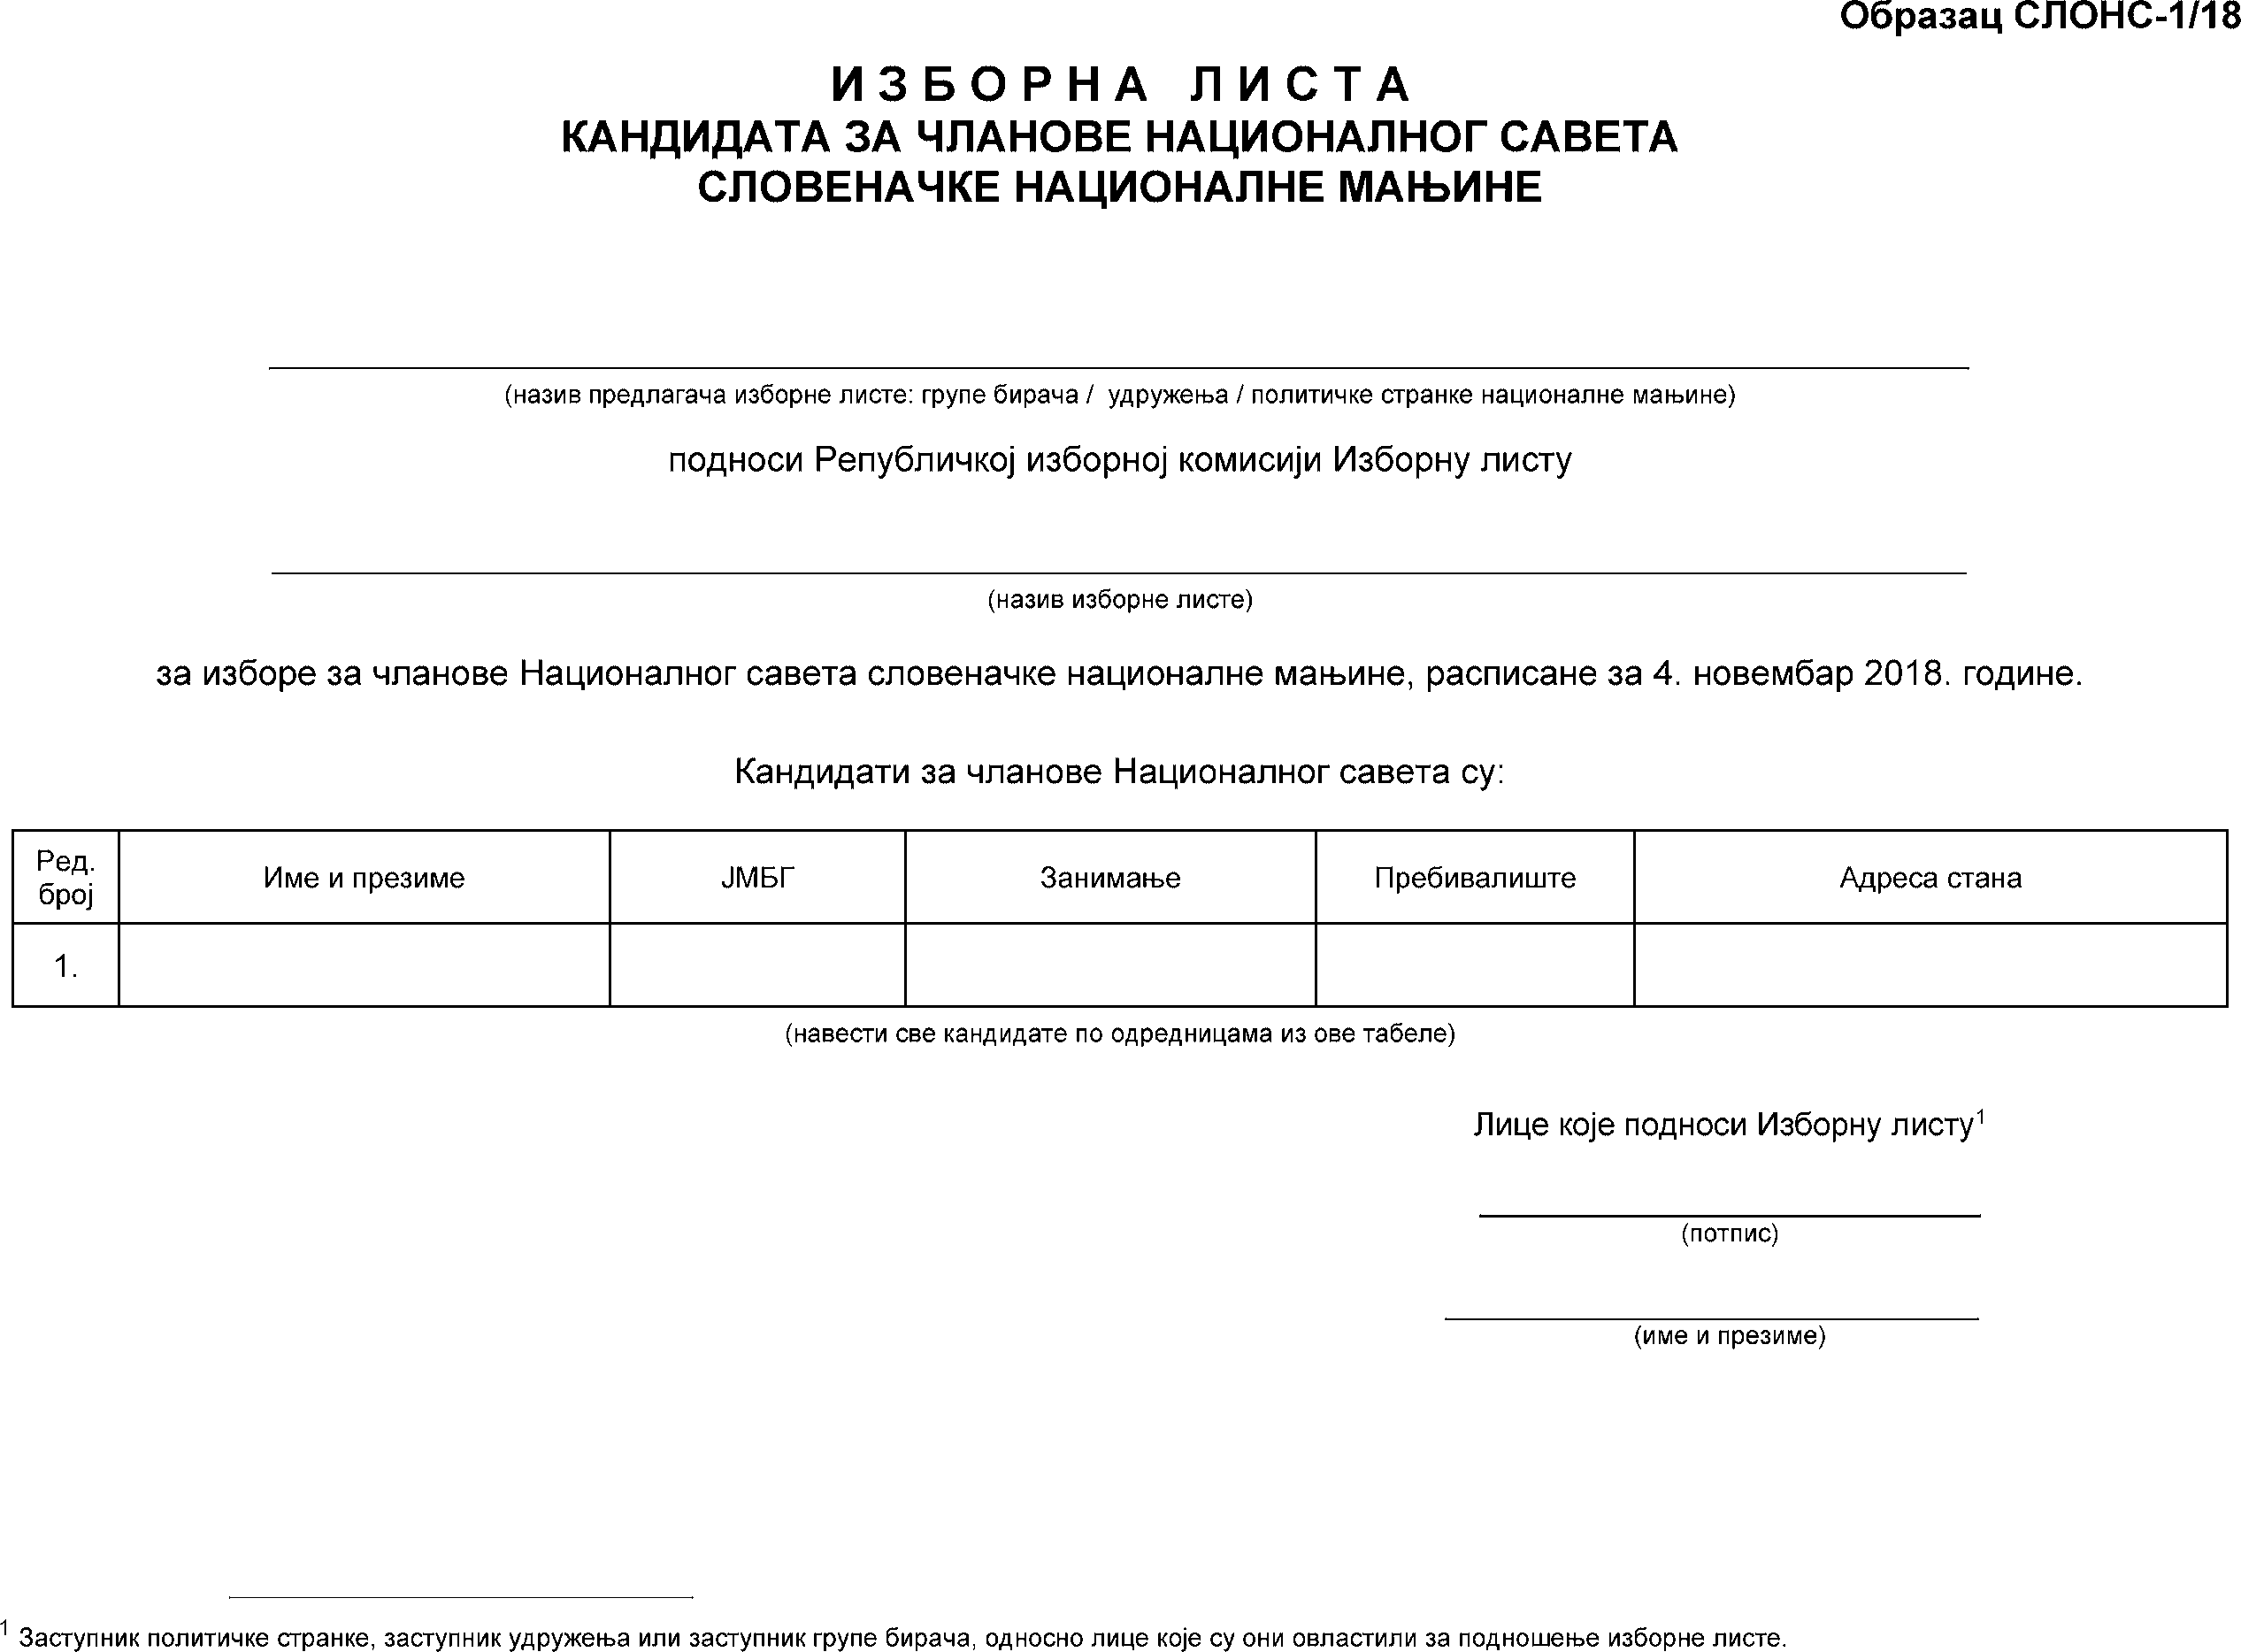 Образац СЛОНС-1/18
И З Б О Р Н А Л И С Т А
КАНДИДАТА ЗА ЧЛАНОВЕ НАЦИОНАЛНОГ САВЕТА
СЛОВЕНАЧКЕ НАЦИОНАЛНЕ МАЊИНЕ
(назив предлагача изборне листе: групе бирача / удружења / политичке странке националне мањине)
подноси Републичкој изборној комисији Изборну листу
(назив изборне листе)
за изборе за чланове Националног савета словеначке националне мањине, расписане за 4. новембар 2018. године.
Кандидати за чланове Националног савета су:
Ред. број Име и презиме ЈМБГ Занимање Пребивалиште Адреса стана
1.
(навести све кандидате по одредницама из ове табеле)
Лице које подноси Изборну листу1
(потпис)
(име и презиме)
1 Заступник политичке странке, заступник удружења или заступник групе бирача, односно лице које су они овластили за подношење изборне листе.